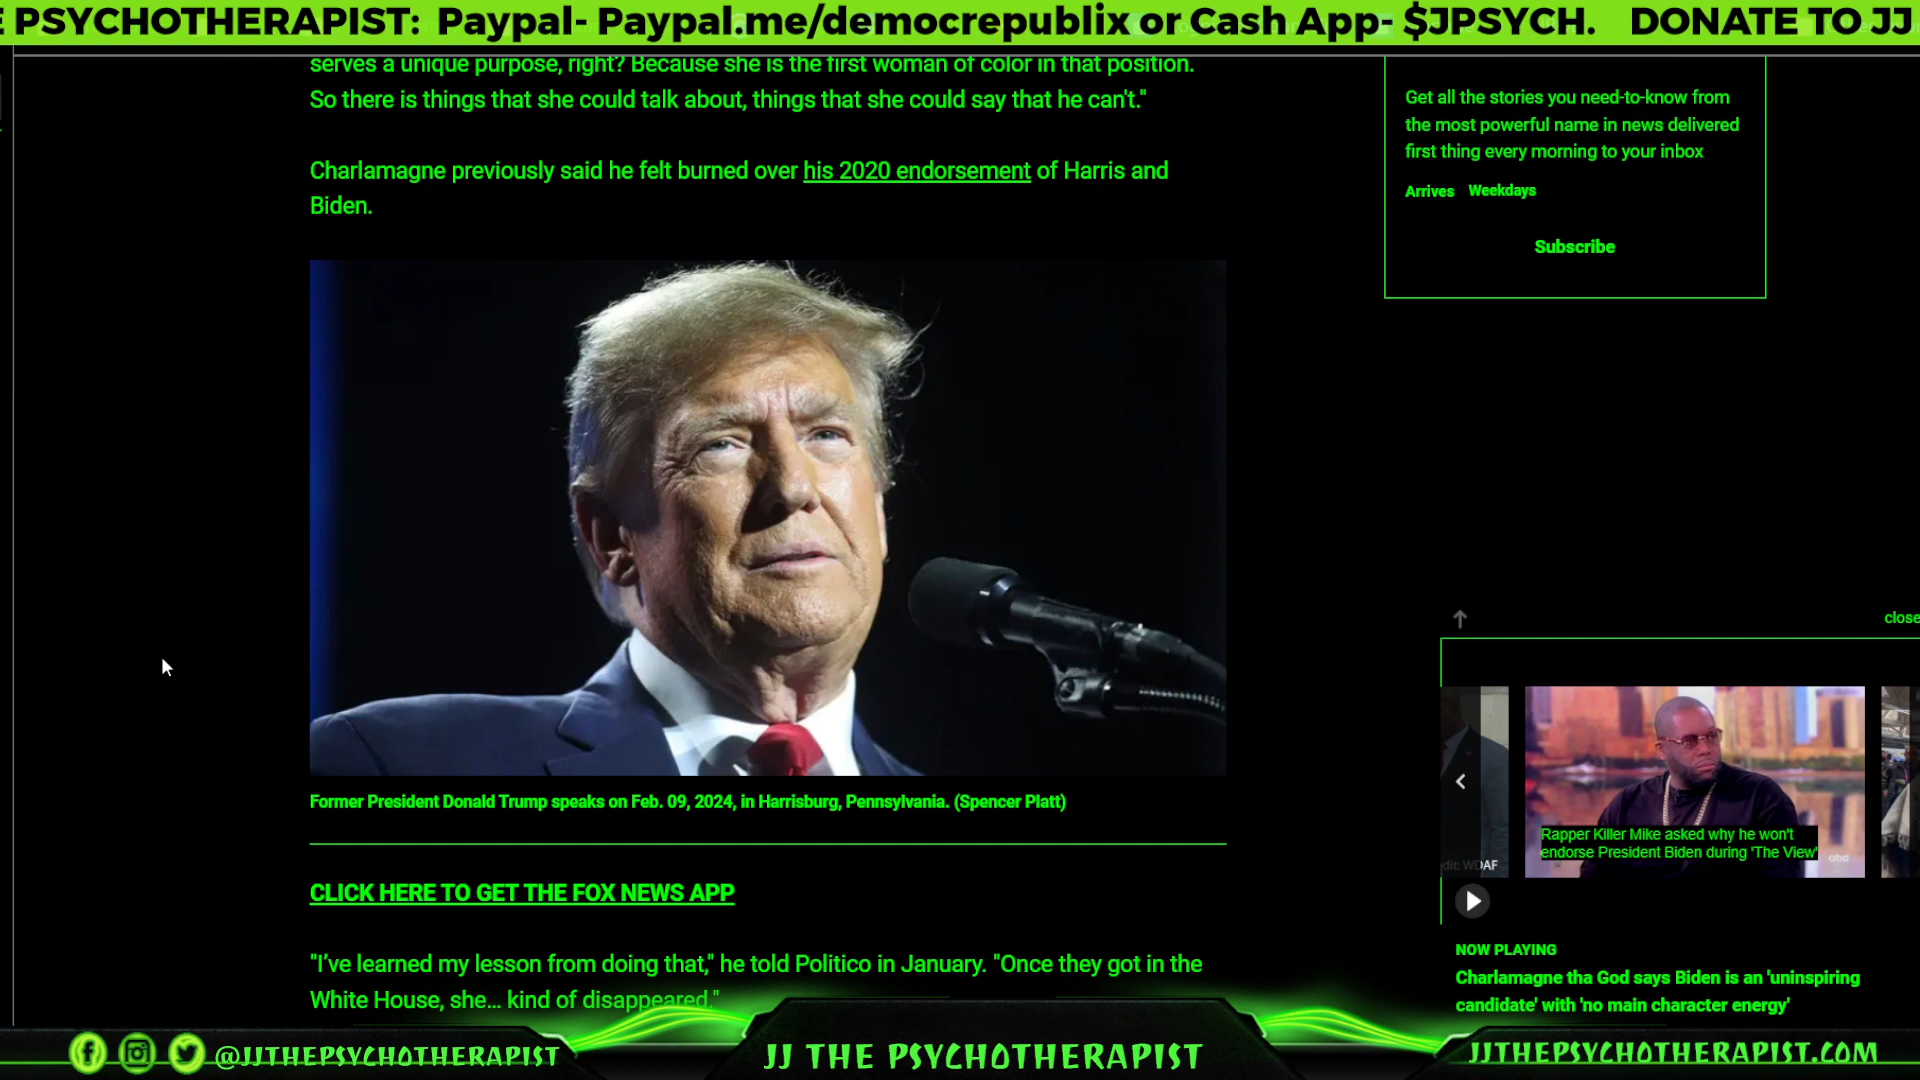 E PSYCHOTHERAPIST: Paypal- Paypal.me/democrepublix or Cash App- $JPSYCH. DONATE TO JJ
serves a unique purpose, right? Because she is the first woman of color in that position.
So there is things that she could talk about, things that she could say that he can't."
Charlamagne previously said he felt burned over his 2020 endorsement of Harris and
Biden.
Former President Donald Trump speaks on Feb. 09, 2024, in Harrisburg, Pennsylvania. (Spencer Platt)
CLICK HERE TO GET THE FOX NEWS APP
"I've learned my lesson from doing that," he told Politico in January. "Once they got in the
White House, she... kind of disappeared."
Get all the stories you need-to-know from
the most powerful name in news delivered
first thing every morning to your inbox
Arrives Weekdays
Subscribe
close
dit: WDAF
Rapper Killer Mike asked why he won't
endorse President Biden during 'The View'
abc
NOW PLAYING
Charlamagne tha God says Biden is an 'uninspiring
candidate' with 'no main character energy'
@JJTHEPSYCHOTHERAPIST
JJ THE PSYCHOTHERAPIST
JJTHEPSYCHOTHERAPIST.COM